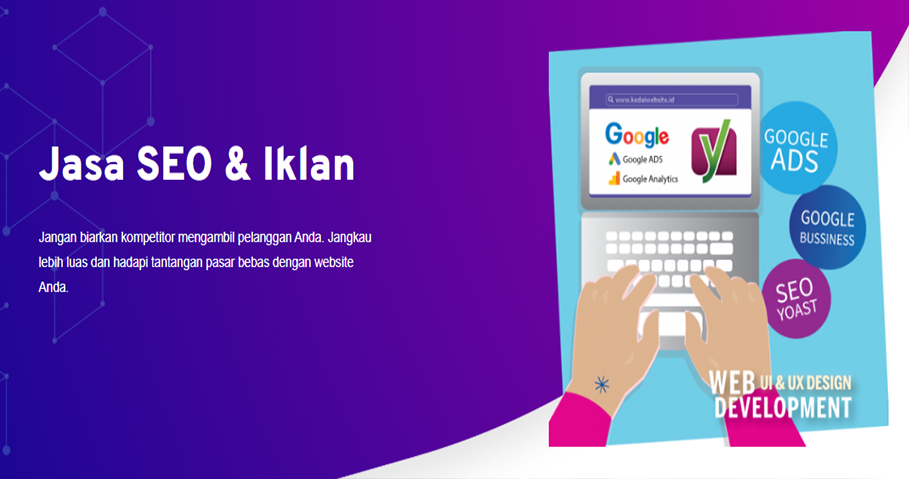 Jasa SEO & Iklan
Jangan biarkan kompetitor mengambil pelanggan Anda. Jangkau
lebih luas dan hadapi tantangan pasar bebas dengan website
Anda.
www.kedaiwebsite.id
Google
Google ADS
Google Analytics
y
GOOGLE
ADS
GOOGLE
BUSSINESS
SEO
YOAST
WEB UI & UX DESIGN
DEVELOPMENT